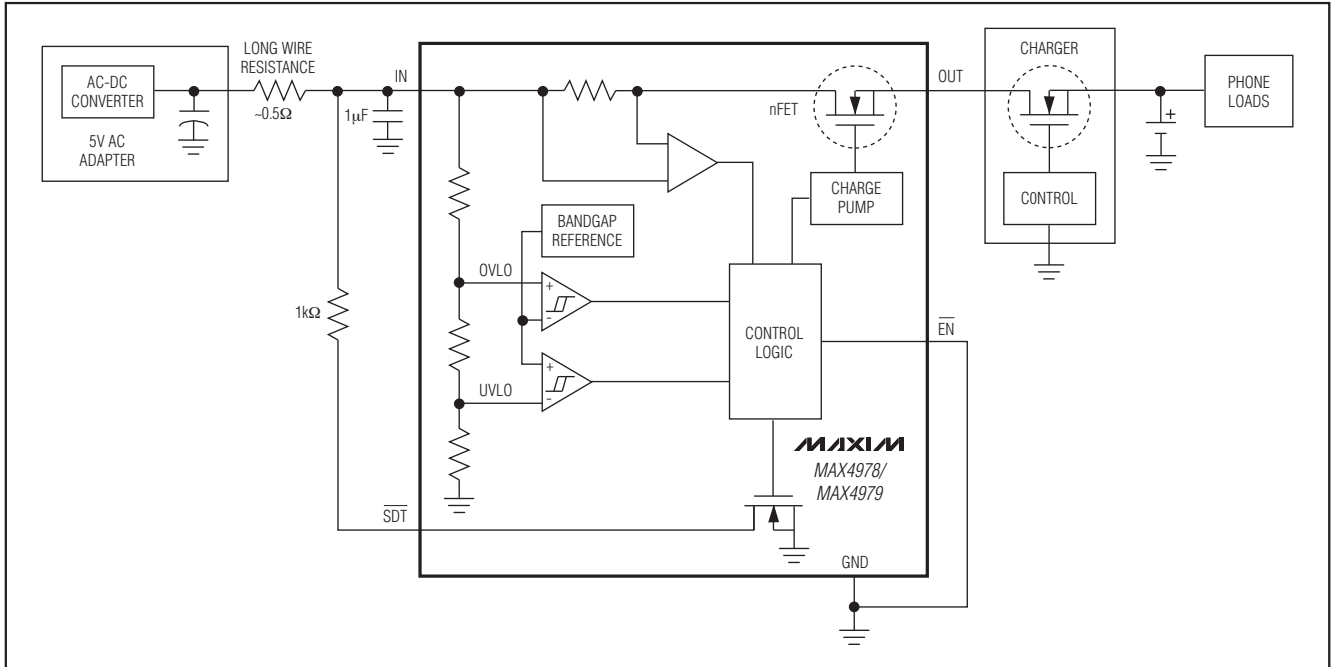 AC-DC
CONVERTER
5V AC
ADAPTER
LONG WIRE
RESISTANCE
~0.5Ω
IN
1µF
1kΩ
OVLO
UVLO
SDT
BANDGAP
REFERENCE
+
-
+
-
nFET
CHARGE
PUMP
CONTROL
LOGIC
MAXIM
MAX4978/
MAX4979
OUT
EN
GND
CHARGER
CONTROL
+
PHONE
LOADS